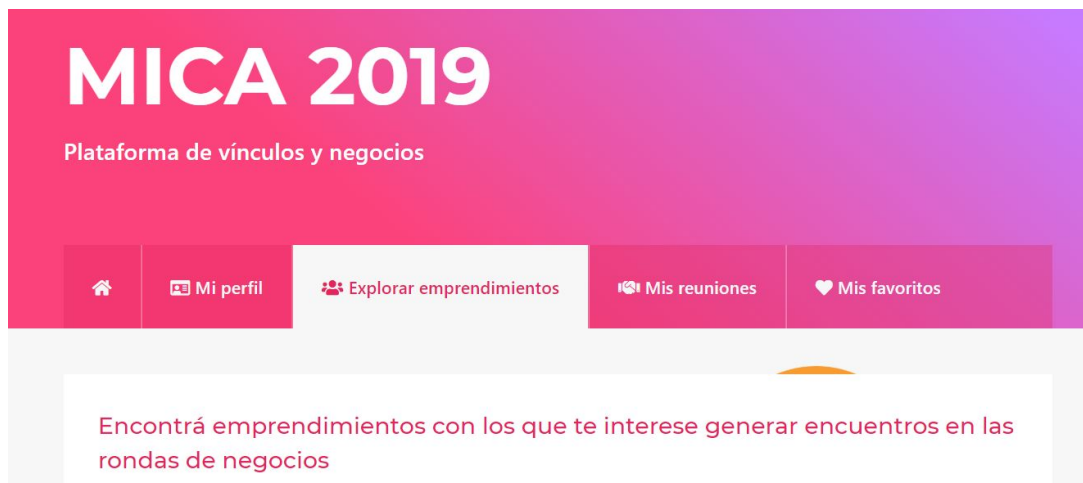 MICA 2019
Plataforma de vínculos y negocios
Mi perfil
Explorar emprendimientos
Mis reuniones
Mis favoritos
Encontrá emprendimientos con los que te interese generar encuentros en las
rondas de negocios